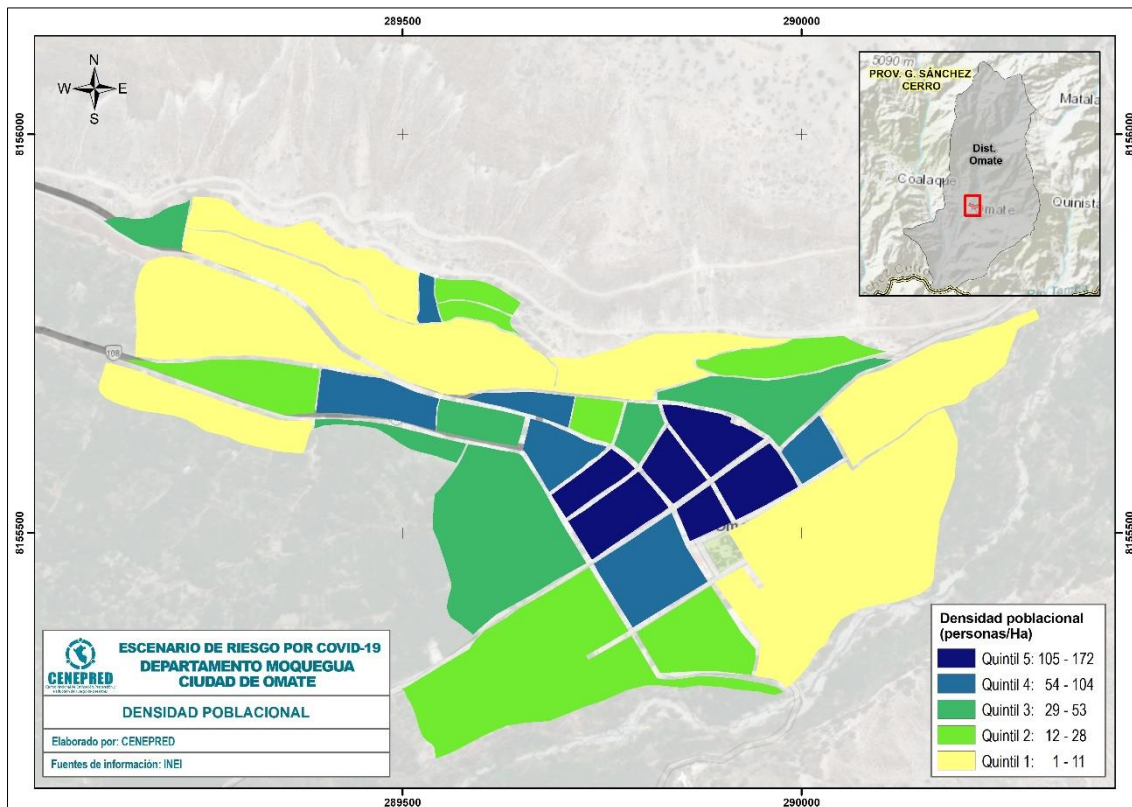 289500
290000
N
W E
S
8156000
8156000
5090 m
PROV. G. SÁNCHEZ
CERRO
Matala
Dist.
Omate
Coalaque
Omate
Quinista
108
8155500
8155500
Densidad poblacional
(personas/Ha)
Quintil 5: 105 - 172
Quintil 4: 54 - 104
Quintil 3: 29 - 53
Quintil 2: 12 - 28
Quintil 1: 1 - 11
CENEPRED
ESCENARIO DE RIESGO POR COVID-19
DEPARTAMENTO MOQUEGUA
CIUDAD DE OMATE
DENSIDAD POBLACIONAL
Elaborado por: CENEPRED
Fuentes de información: INEI
289500
290000